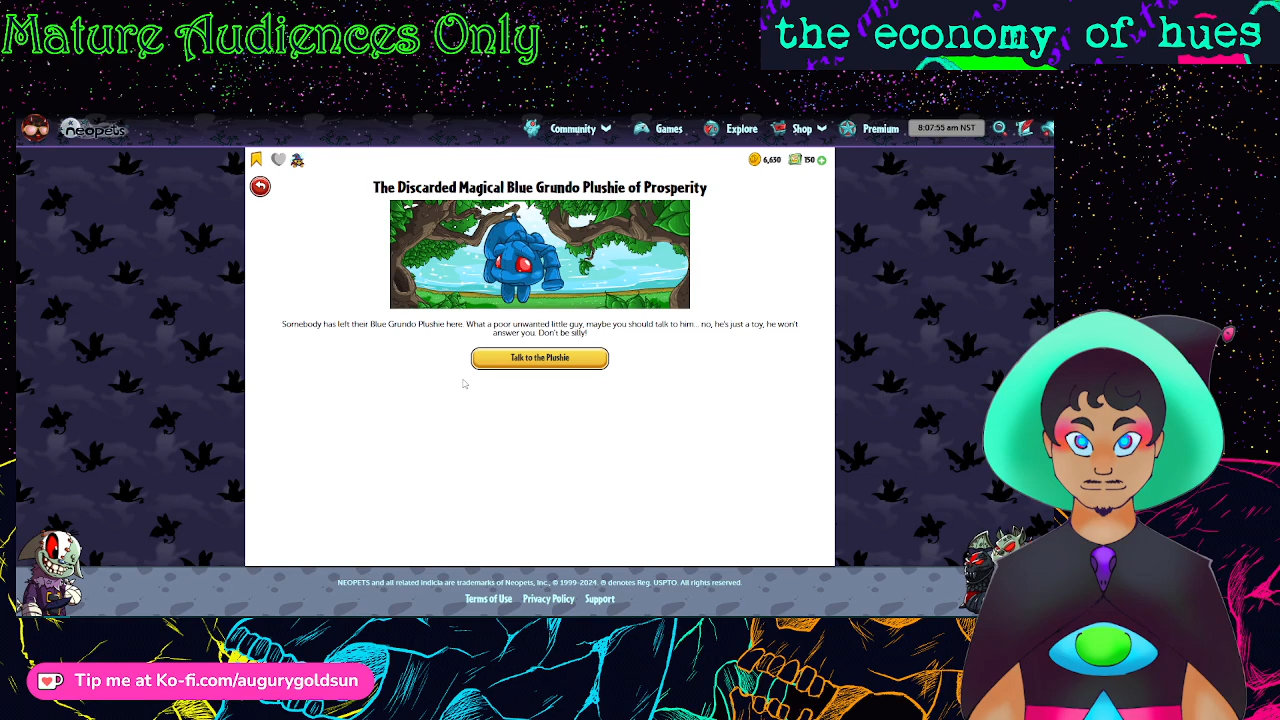 Mature Audiences Only
the economy of hues
neopets
Community
Games
Explore
Shop
Premium
8:07:55 am NST
6,630
150
The Discarded Magical Blue Grundo Plushie of Prosperity
Somebody has left their Blue Grundo Plushie here. What a poor unwanted little guy, maybe you should talk to him... no, he's just a toy, he won't
answer you. Don't be silly!
Talk to the Plushie
NEOPETS and all related indicia are trademarks of Neopets, Inc., © 1999-2024. ® denotes Reg. USPTO. All rights reserved.
Terms of Use
Privacy Policy
Support
Tip me at Ko-fi.com/augurygoldsun